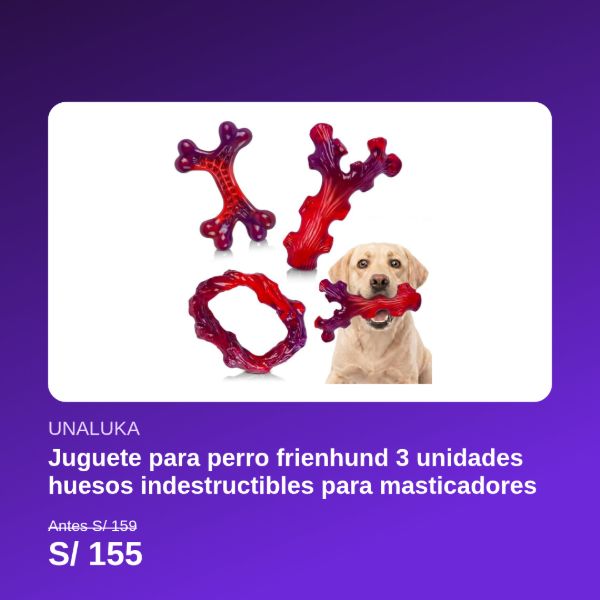 UNALUKA
Juguete para perro frienhund 3 unidades
huesos indestructibles para masticadores
Antes S/ 159
S/ 155